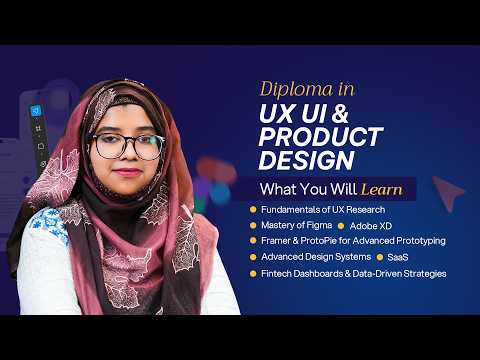 Diploma in
UX UI &
PRODUCT
DESIGN
What You Will Learn
Fundamentals of UX Research
Mastery of Figma Adobe XD
Framer & ProtoPie for Advanced Prototyping
Advanced Design Systems SaaS
Fintech Dashboards & Data-Driven Strategies